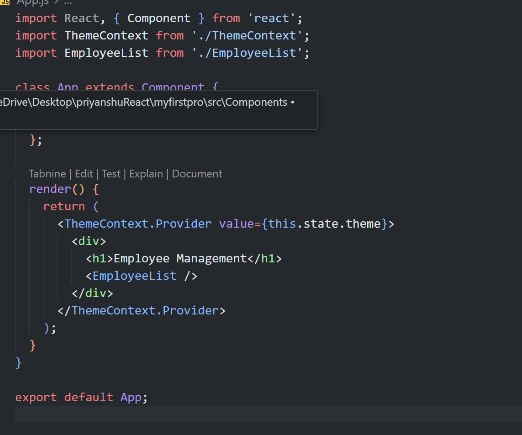 JS App.js > ...
import React, { Component } from 'react';
import ThemeContext from './ThemeContext';
import EmployeeList from './EmployeeList';
class App extends Component {
eDrive\Desktop\priyanshuReact\myfirstpro\src\Components •
};
Tabnine | Edit | Test | Explain | Document
render() {
return (
<ThemeContext.Provider value={this.state.theme}>
<div>
<h1>Employee Management</h1>
<EmployeeList />
</div>
</ThemeContext.Provider>
);
}
}
export default App;